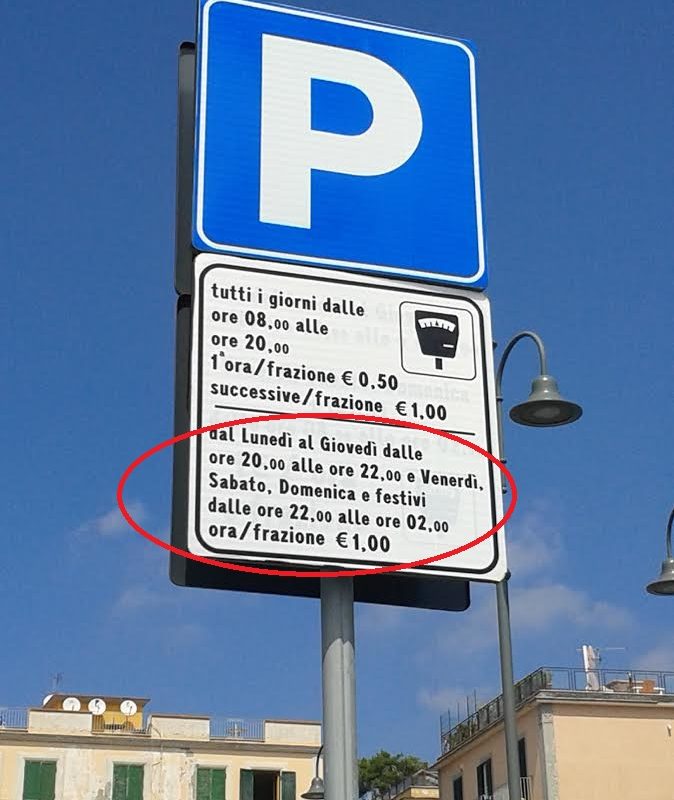 P
tutti i giorni dalle
ore 08,00 alle
ore 20,00
1ªora/frazione € 0,50
successive/frazione € 1,00
dal Lunedì al Giovedì dalle
ore 20,00 alle ore 22,00 e Venerdì,
Sabato, Domenica e festivi
dalle ore 22,00 alle ore 02,00
ora/frazione € 1,00